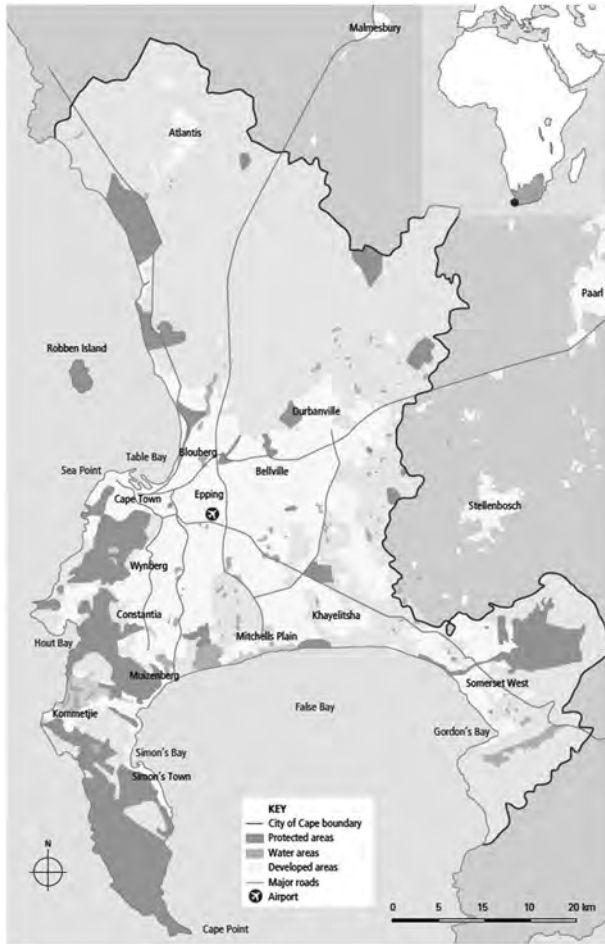 Malmesbury
Atlantis
Paarl
Robben Island
Durbanville
Blouberg
Table Bay
Bellville
Sea Point
Cape Town
Epping
Stellenbosch
Wynberg
Constantia
Khayelitsha
Mitchells Plain
Hout Bay
Muizenberg
Somerset West
Kommetjie
False Bay
Gordon's Bay
Simon's Bay
Simon's Town
KEY
City of Cape boundary
Protected areas
Water areas
Developed areas
Major roads
Airport
N
0 5 10 15 20 km
Cape Point